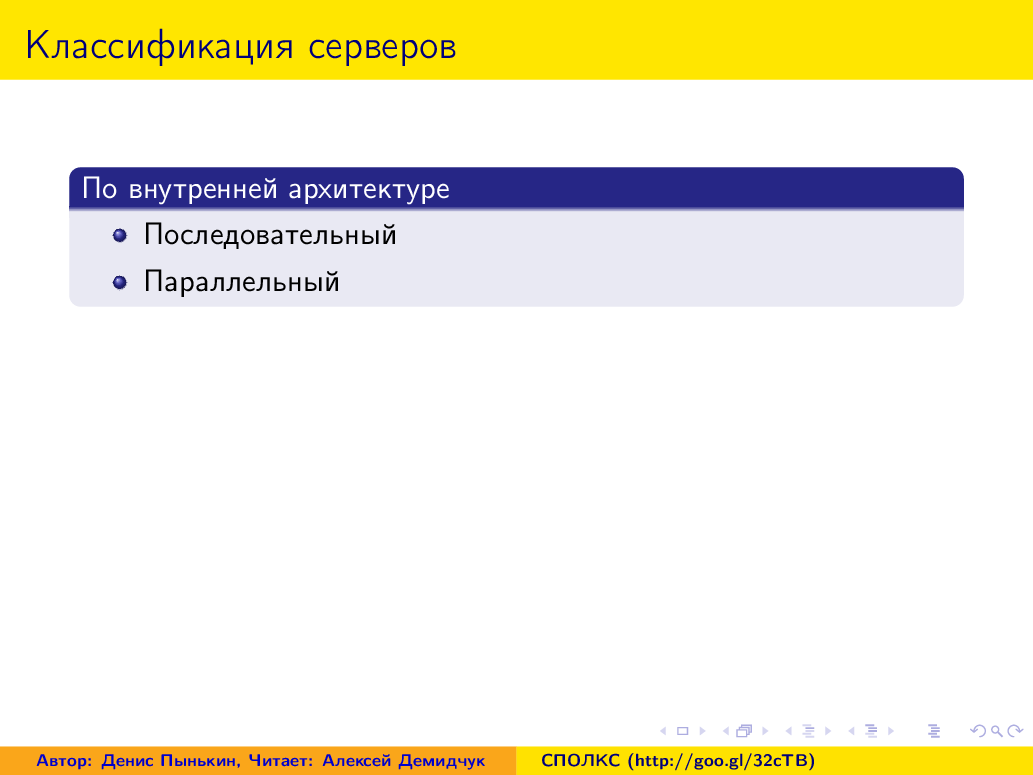 Классификация серверов
По внутренней архитектуре
Последовательный
Параллельный
Автор: Денис Пынькин, Читает: Алексей Демидчук
СПОЛКС (http://goo.gl/32cTB)